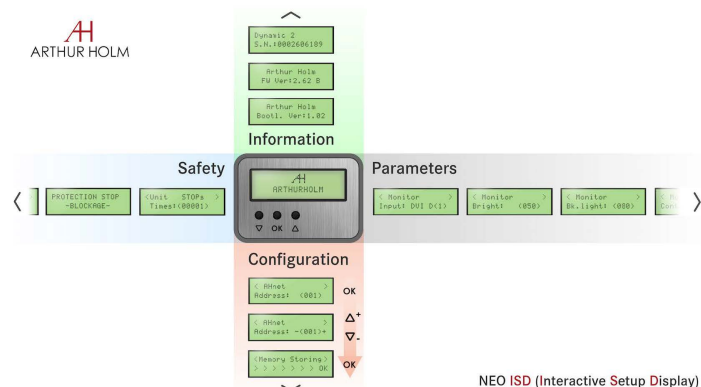 AH
ARTHUR HOLM
Dynamic 2
S.N.:0002606189
Arthur Holm
FW Ver:2.62 B
Arthur Holm
Bootl. Ver:1.02
Information
Safety
PROTECTION STOP
-BLOCKAGE-
<Unit STOPs >
Times:(00001)
AH
ARTHURHOLM
▽ OK △
Parameters
< Monitor >
Input: DVI D(1)
< Monitor >
Bright: (050)
< Monitor >
Bk.light: (080)
Configuration
< AHnet >
Address: (001)
OK
< AHnet >
Address: -(001)+
△+
▽-
<Memory Storing>
> > > > > > OK
OK
NEO ISD (Interactive Setup Display)